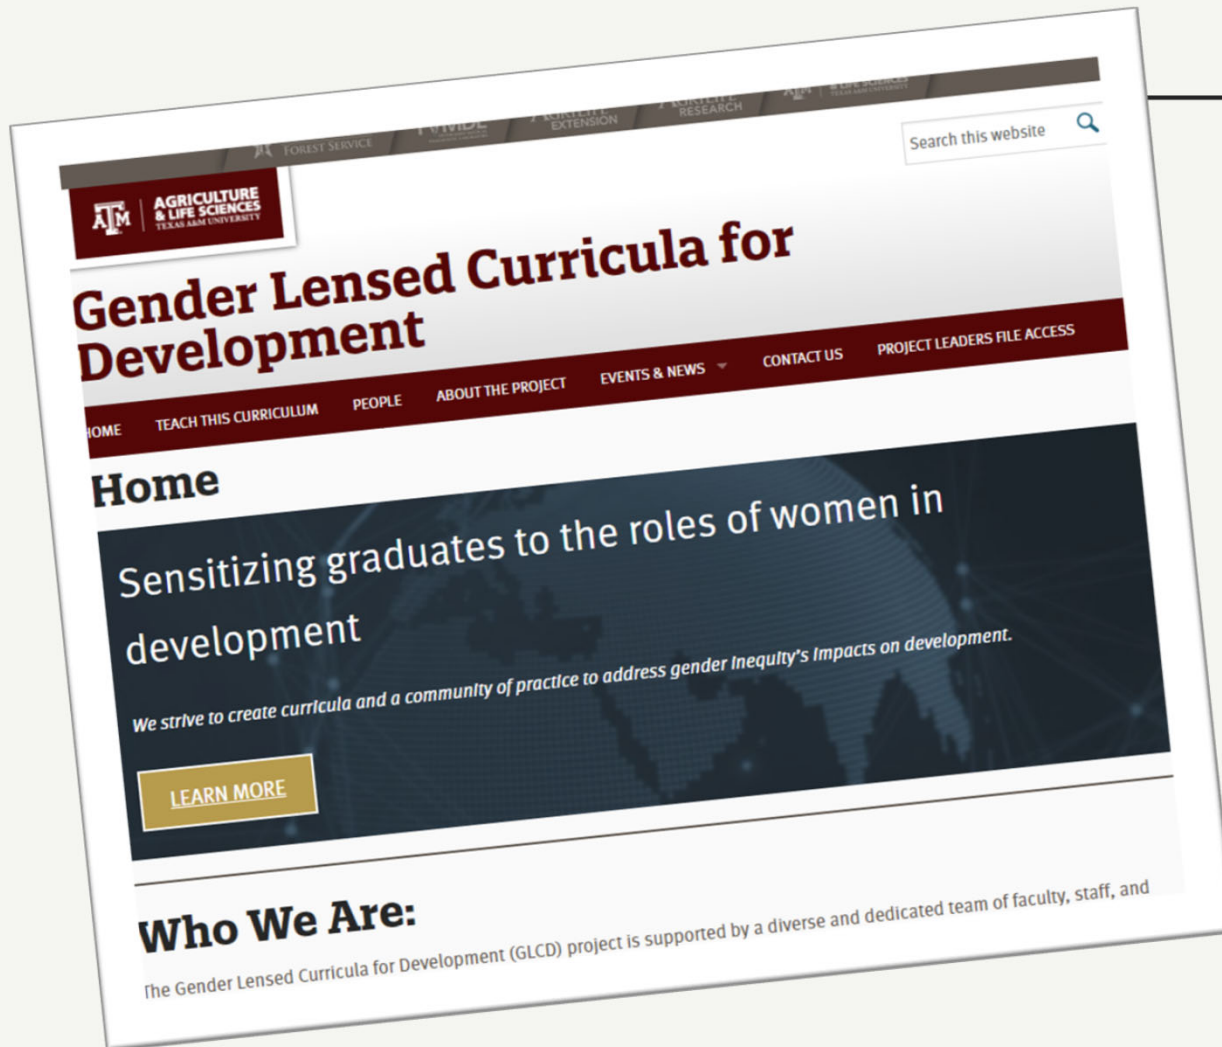 FOREST SERVICE
EXTENSION
RESEARCH
TEXAS A&M UNIVERSITY
Search this website
A|M
AGRICULTURE
& LIFE SCIENCES
TEXAS A&M UNIVERSITY
Gender Lensed Curricula for
Development
HOME
TEACH THIS CURRICULUM
PEOPLE
ABOUT THE PROJECT
EVENTS & NEWS
CONTACT US
PROJECT LEADERS FILE ACCESS
Home
Sensitizing graduates to the roles of women in
development
We strive to create curricula and a community of practice to address gender inequity's impacts on development.
LEARN MORE
Who We Are:
The Gender Lensed Curricula for Development (GLCD) project is supported by a diverse and dedicated team of faculty, staff, and